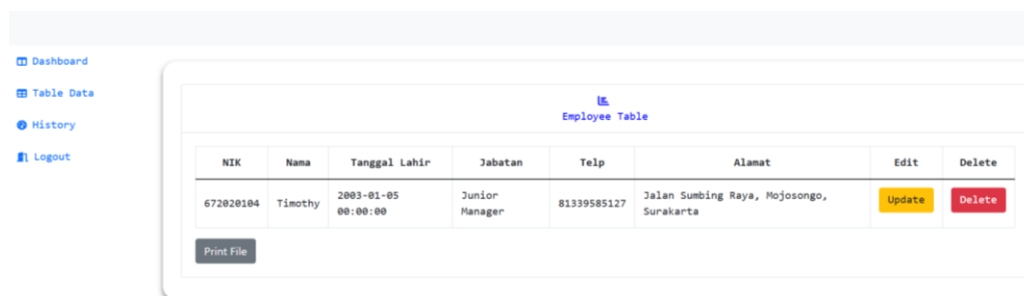 Dashboard
Table Data
History
Logout
Employee Table
NIK Nama Tanggal Lahir Jabatan Telp Alamat Edit Delete
672020104 Timothy 2003-01-05 00:00:00 Junior Manager 81339585127 Jalan Sumbing Raya, Mojosongo, Surakarta Update Delete
Print File